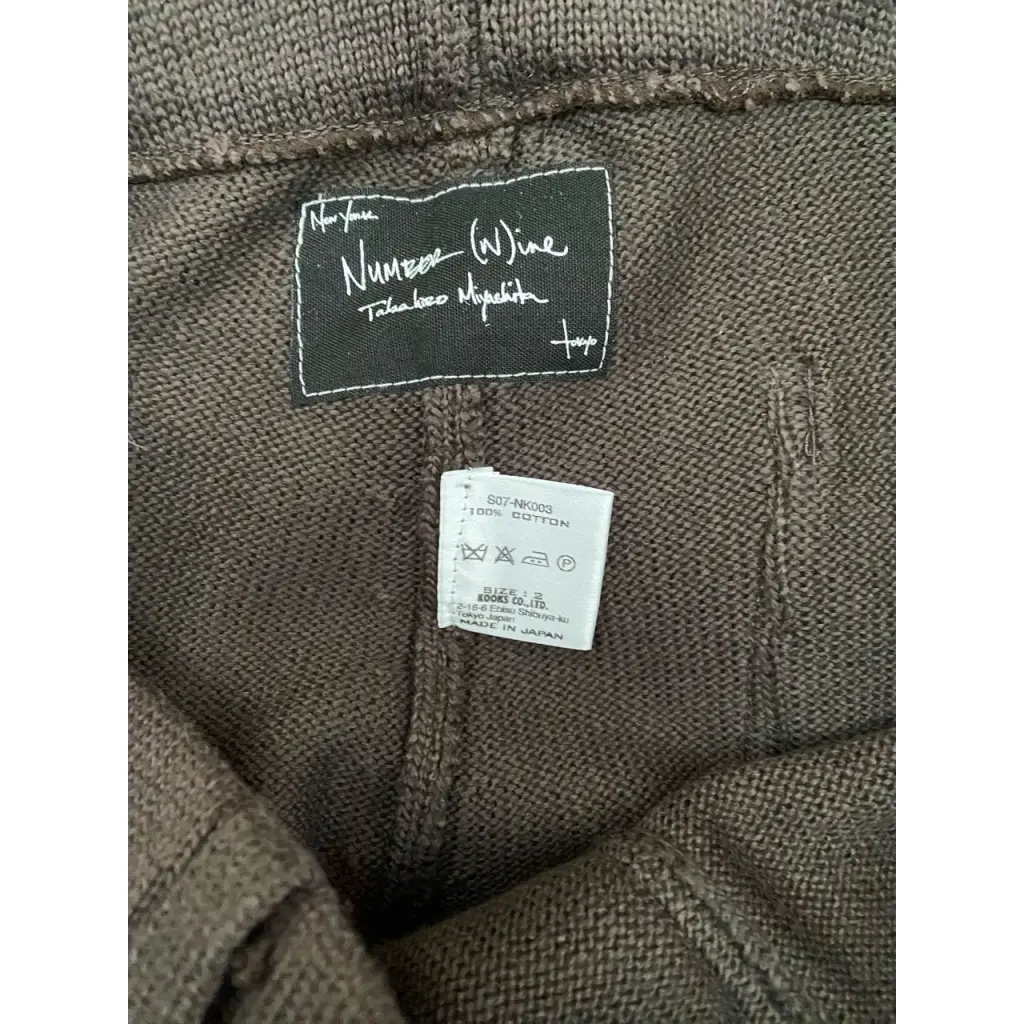 New York
Number (N)ine
Takahiro Miyashita
tokyo
S07-NK003
100% COTTON
P
SIZE : 2
KOOKS CO.,LTD.
2-16-6 Ebisu Shibuya-ku
Tokyo Japan
MADE IN JAPAN